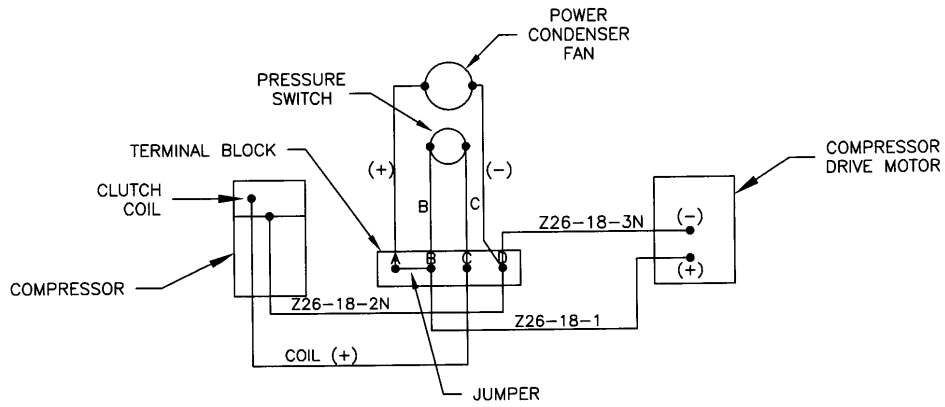 POWER
CONDENSER
FAN
PRESSURE
SWITCH
TERMINAL BLOCK
(+)
(-)
COMPRESSOR
DRIVE MOTOR
CLUTCH
COIL
B
C
Z26-18-3N
(-)
A B C D
(+)
COMPRESSOR
Z26-18-2N
Z26-18-1
COIL (+)
JUMPER